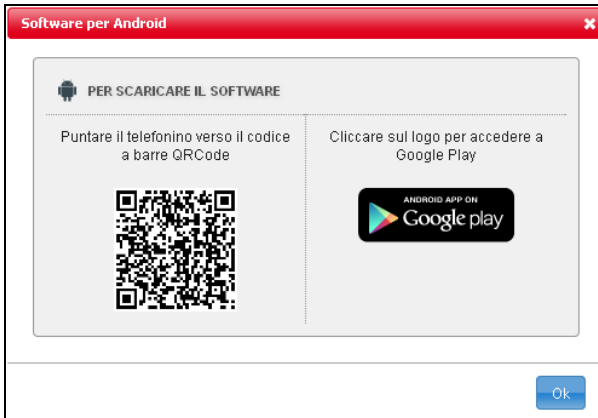 Software per Android
PER SCARICARE IL SOFTWARE
Puntare il telefonino verso il codice
a barre QRCode
Cliccare sul logo per accedere a
Google Play
ANDROID APP ON
Google play
Ok